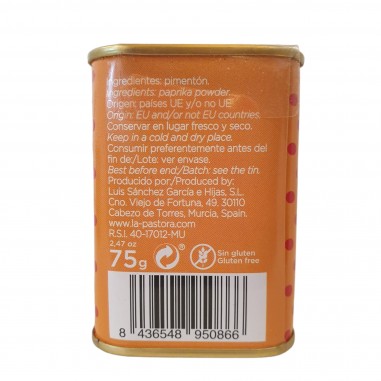 Ingredientes: pimentón.
Ingredients: paprika powder.
Origen: países UE y/o no UE
Origin: EU and/or not EU countries.
Conservar en lugar fresco y seco.
Keep in a cold and dry place.
Consumir preferentemente antes del
fin de:/Lote: ver envase.
Best before end:/Batch: see the tin.
Producido por:/Produced by:
Luis Sánchez García e Hijas, S.L.
Cno. Viejo de Fortuna, 49. 30110
Cabezo de Torres, Murcia, Spain.
www.la-pastora.com
R.S.I. 40-17012-MU
2,47 oz
75g ®
Sin gluten
Gluten free
8 436548 950866